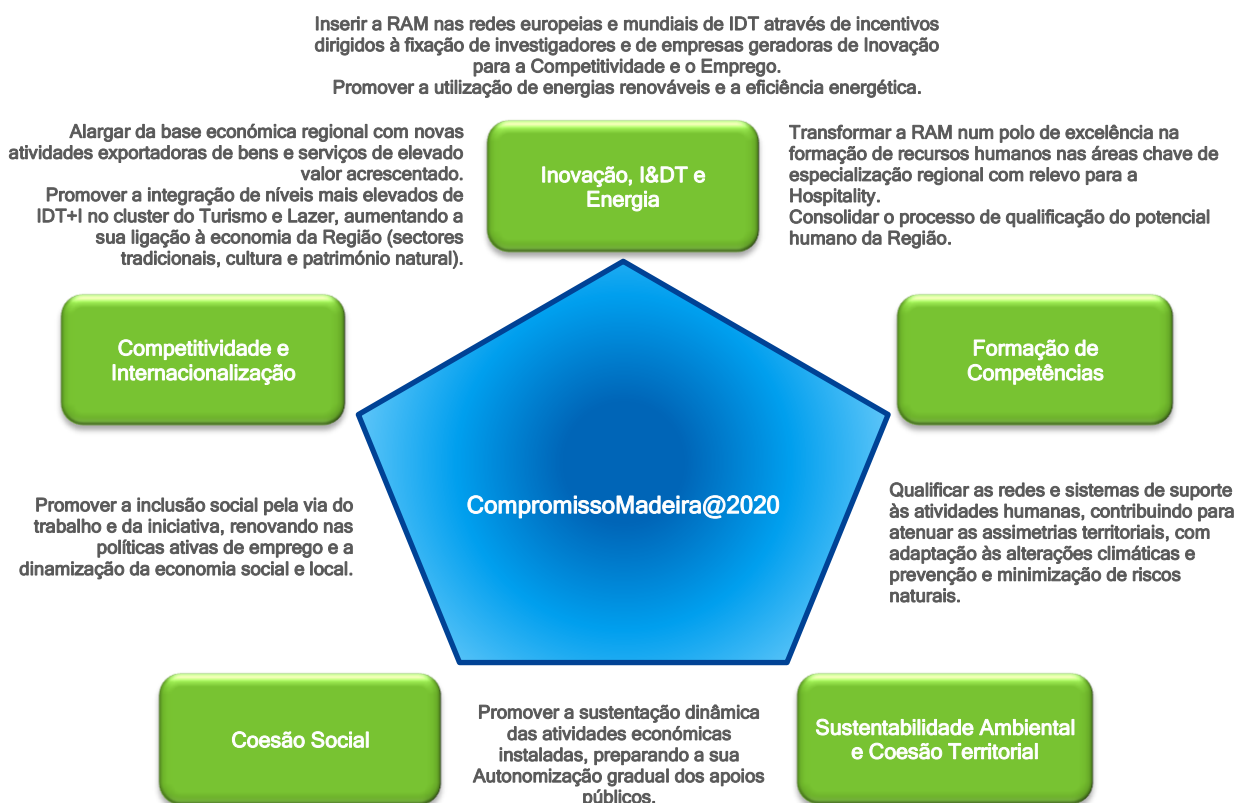 Inserir a RAM nas redes europeias e mundiais de IDT através de incentivos
dirigidos à fixação de investigadores e de empresas geradoras de Inovação
para a Competitividade e o Emprego.
Promover a utilização de energias renováveis e a eficiência energética.
Alargar da base económica regional com novas
atividades exportadoras de bens e serviços de elevado
valor acrescentado.
Promover a integração de níveis mais elevados de
IDT+I no cluster do Turismo e Lazer, aumentando a
sua ligação à economia da Região (sectores
tradicionais, cultura e património natural).
Inovação, I&DT e
Energia
Transformar a RAM num polo de excelência na
formação de recursos humanos nas áreas chave de
especialização regional com relevo para a
Hospitality.
Consolidar o processo de qualificação do potencial
humano da Região.
Competitividade e
Internacionalização
Formação de
Competências
CompromissoMadeira@2020
Promover a inclusão social pela via do
trabalho e da iniciativa, renovando nas
políticas ativas de emprego e a
dinamização da economia social e local.
Qualificar as redes e sistemas de suporte
às atividades humanas, contribuindo para
atenuar as assimetrias territoriais, com
adaptação às alterações climáticas e
prevenção e minimização de riscos
naturais.
Coesão Social
Promover a sustentação dinâmica
das atividades económicas
instaladas, preparando a sua
Autonomização gradual dos apoios
públicos.
Sustentabilidade Ambiental
e Coesão Territorial